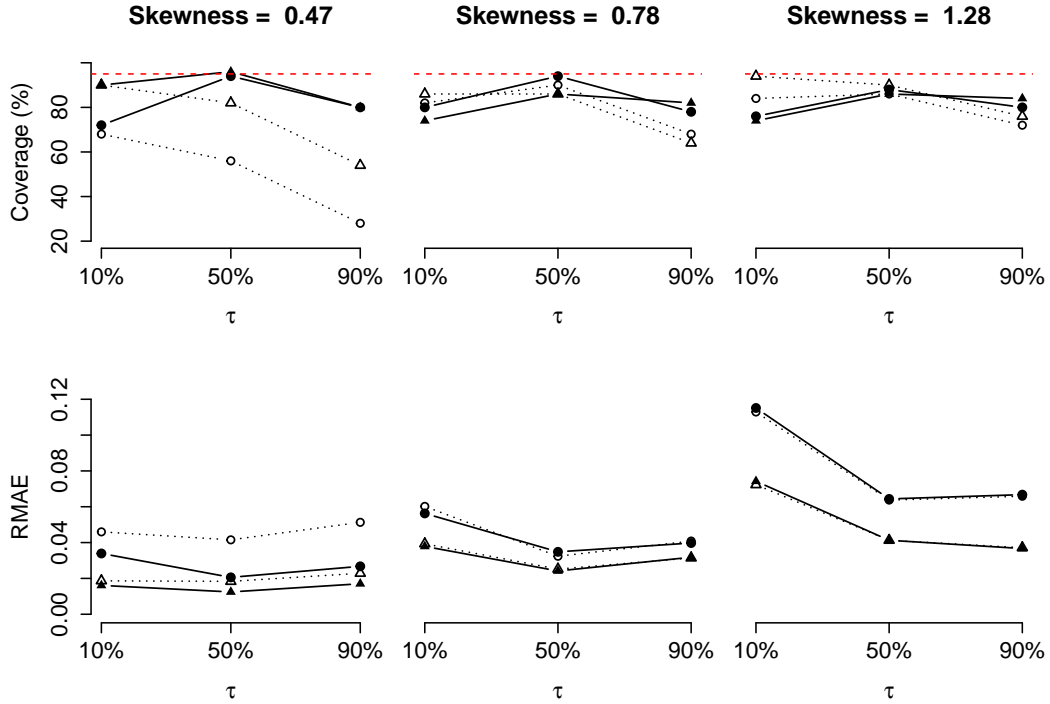 Skewness = 0.47
Skewness = 0.78
Skewness = 1.28
Coverage (%)
20 40 60 80
10% 50% 90%
τ
10% 50% 90%
τ
10% 50% 90%
τ
RMAE
0.00 0.04 0.08 0.12
10% 50% 90%
τ
10% 50% 90%
τ
10% 50% 90%
τ